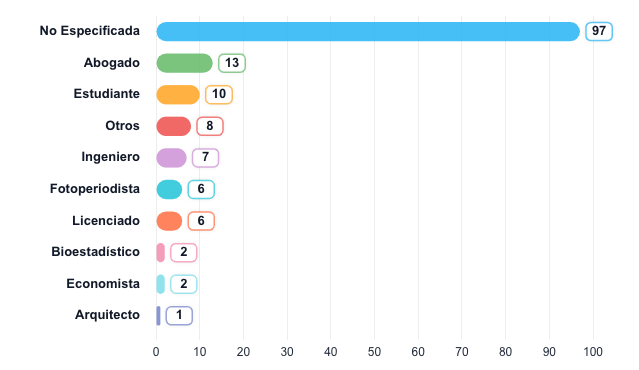 No Especificada 97
Abogado 13
Estudiante 10
Otros 8
Ingeniero 7
Fotoperiodista 6
Licenciado 6
Bioestadístico 2
Economista 2
Arquitecto 1
0 10 20 30 40 50 60 70 80 90 100